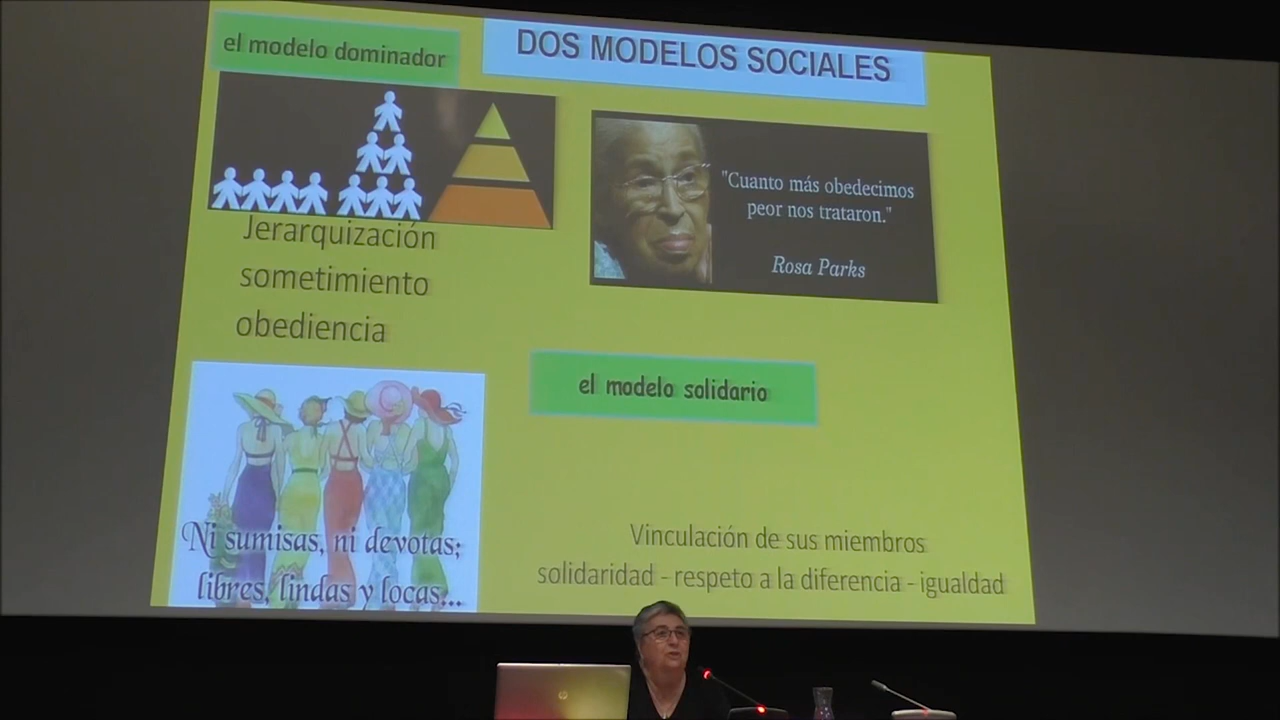 el modelo dominador
DOS MODELOS SOCIALES
"Cuanto más obedecimos
peor nos trataron."
Rosa Parks
Jerarquización
sometimiento
obediencia
el modelo solidario
Ni sumisas, ni devotas;
libres, lindas y locas...
Vinculación de sus miembros
solidaridad - respeto a la diferencia - igualdad
hp